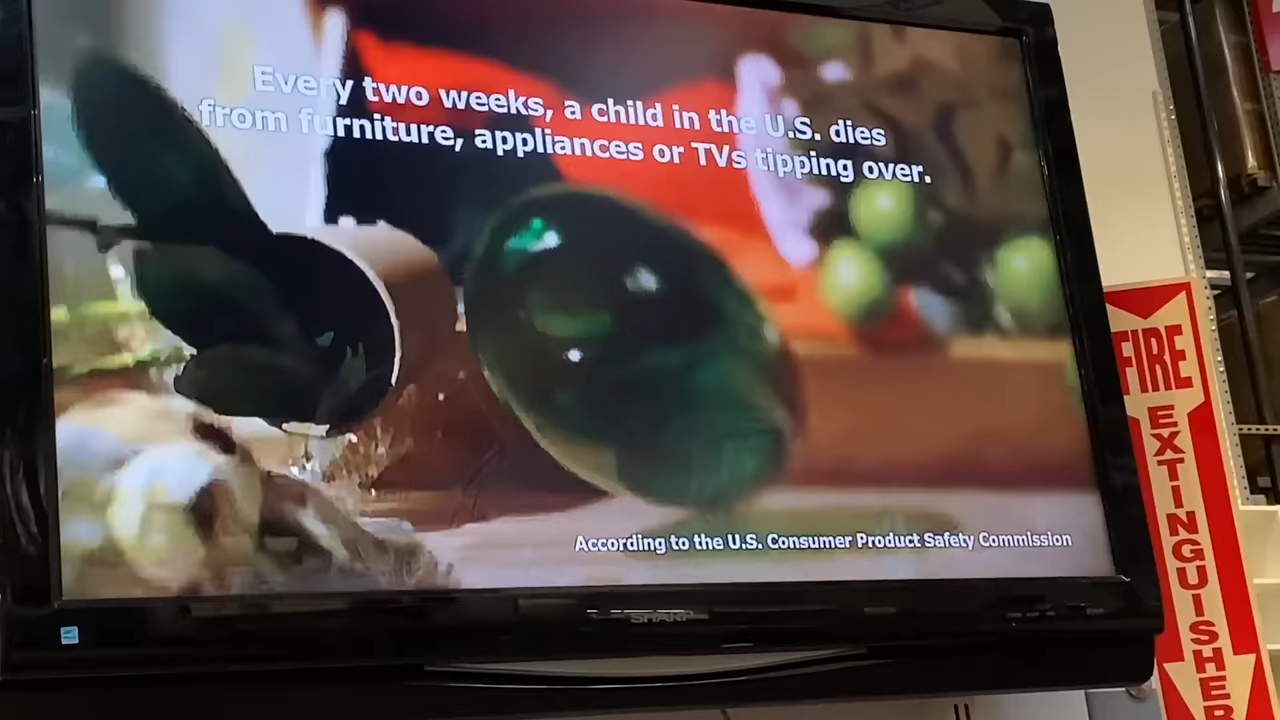 Every two weeks, a child in the U.S. dies
from furniture, appliances or TVs tipping over.
According to the U.S. Consumer Product Safety Commission
SHARP
FIRE
EXTINGUISHER